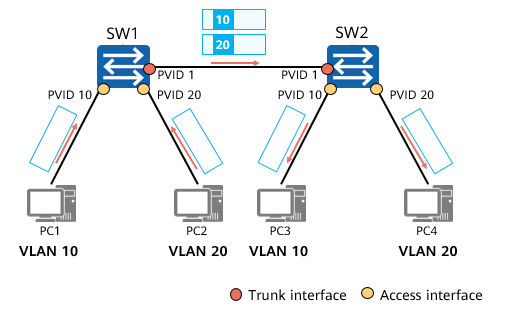 10
20
SW1
SW2
PVID 1
PVID 1
PVID 10
PVID 20
PVID 10
PVID 20
PC1
PC2
PC3
PC4
VLAN 10
VLAN 20
VLAN 10
VLAN 20
Trunk interface
Access interface